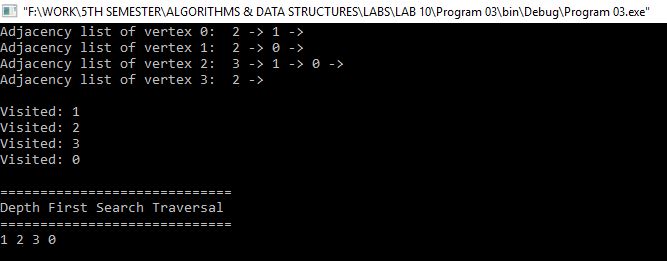 "F:\WORK\5TH SEMESTER\ALGORITHMS & DATA STRUCTURES\LABS\LAB 10\Program 03\bin\Debug\Program 03.exe"
Adjacency list of vertex 0:  2 -> 1 ->
Adjacency list of vertex 1:  2 -> 0 ->
Adjacency list of vertex 2:  3 -> 1 -> 0 ->
Adjacency list of vertex 3:  2 ->

Visited: 1
Visited: 2
Visited: 3
Visited: 0

=============================
Depth First Search Traversal
=============================
1 2 3 0